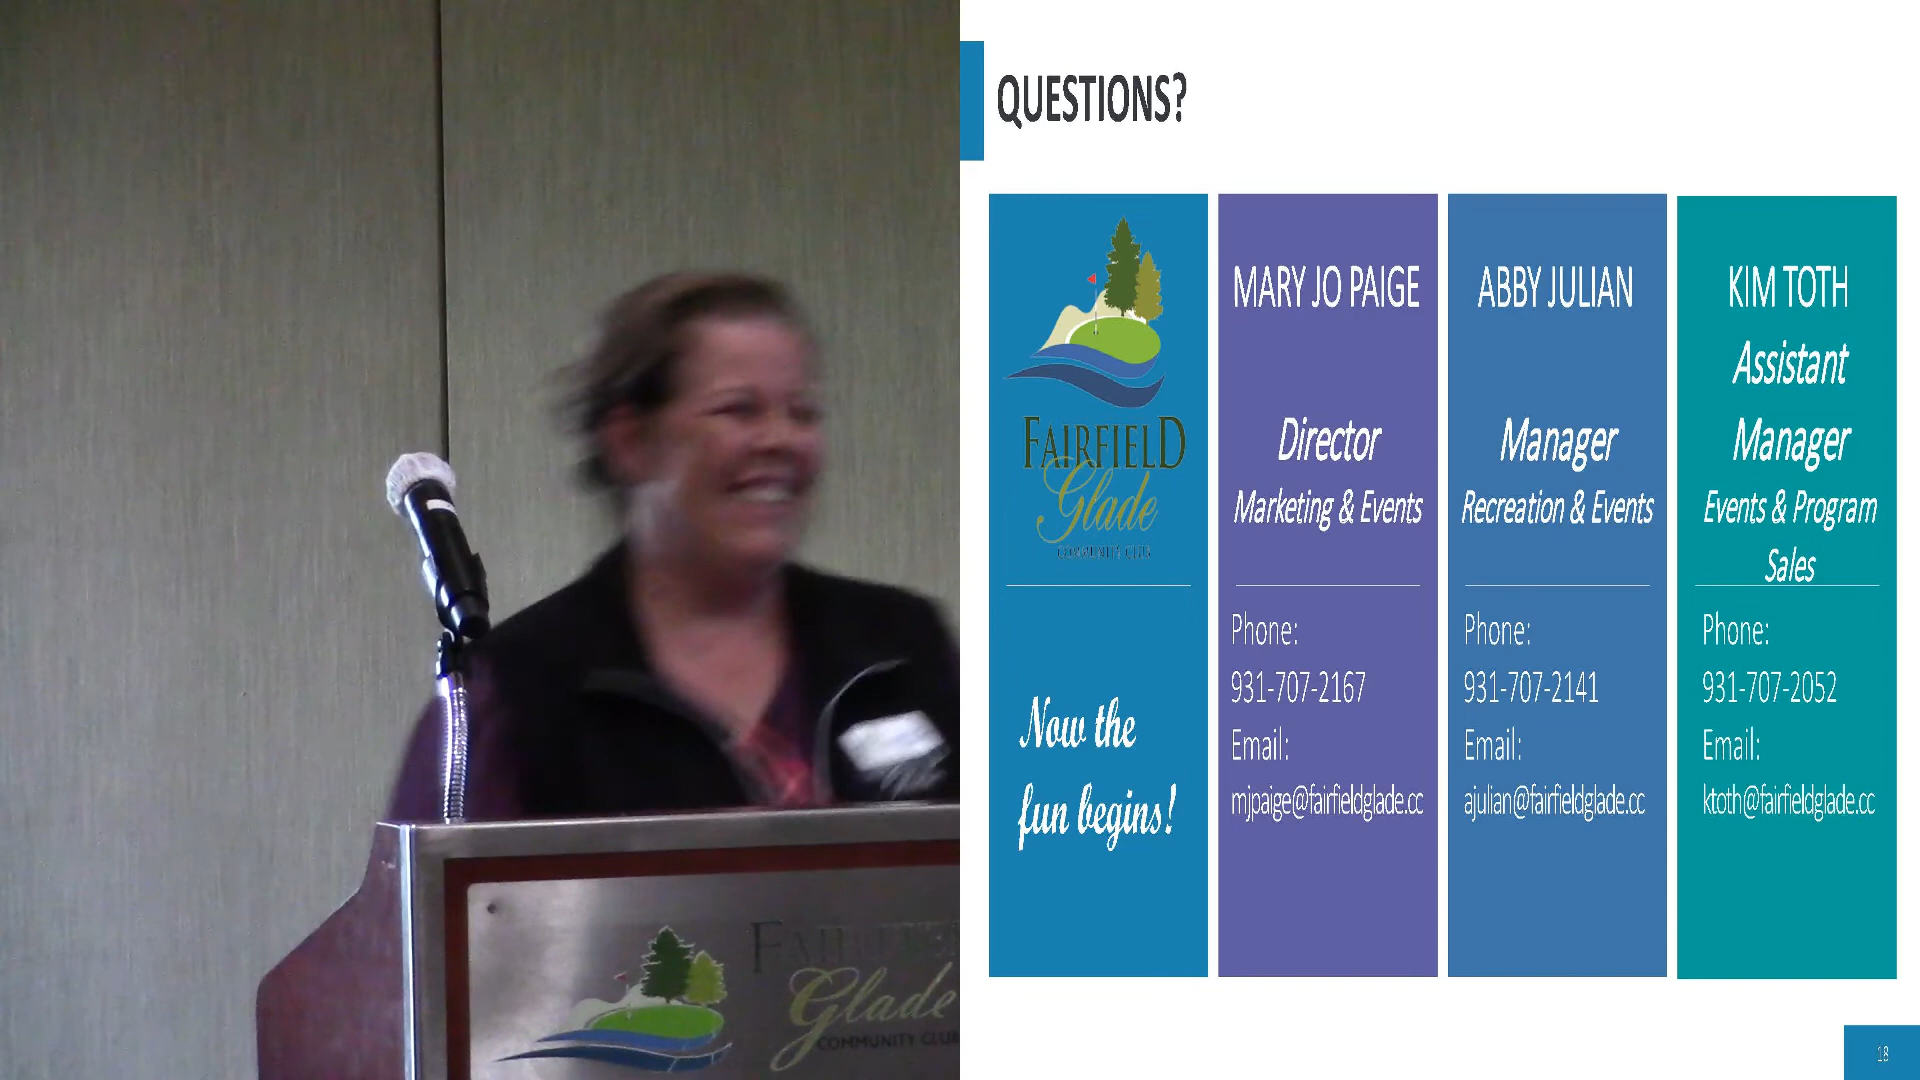 QUESTIONS?
FAIRFIELD
Glade
COMMUNITY CLUB
Now the
fun begins!
MARY JO PAIGE
Director
Marketing & Events
Phone:
931-707-2167
Email:
mjpaige@fairfieldglade.cc
ABBY JULIAN
Manager
Recreation & Events
Phone:
931-707-2141
Email:
ajulian@fairfieldglade.cc
KIM TOTH
Assistant
Manager
Events & Program
Sales
Phone:
931-707-2052
Email:
ktoth@fairfieldglade.cc
18
Glade
COMMUNITY CLUB